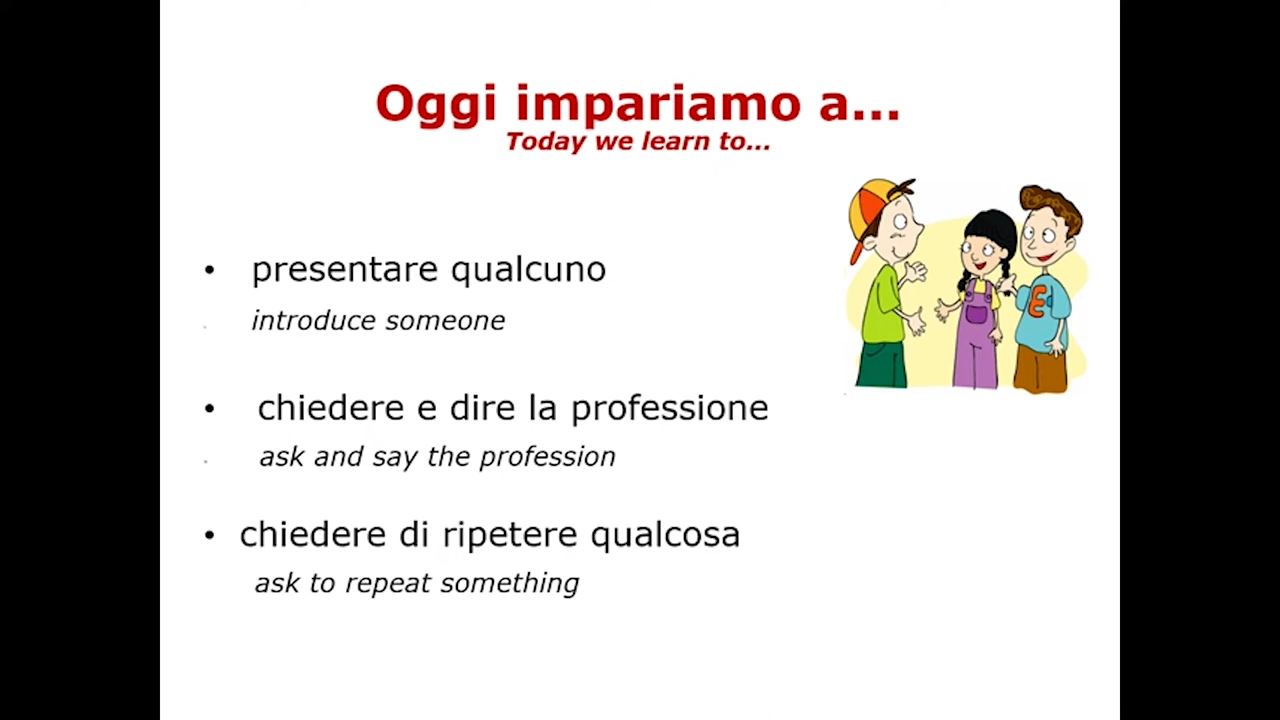 Oggi impariamo a...
Today we learn to...
• presentare qualcuno
introduce someone
• chiedere e dire la professione
ask and say the profession
• chiedere di ripetere qualcosa
ask to repeat something
E